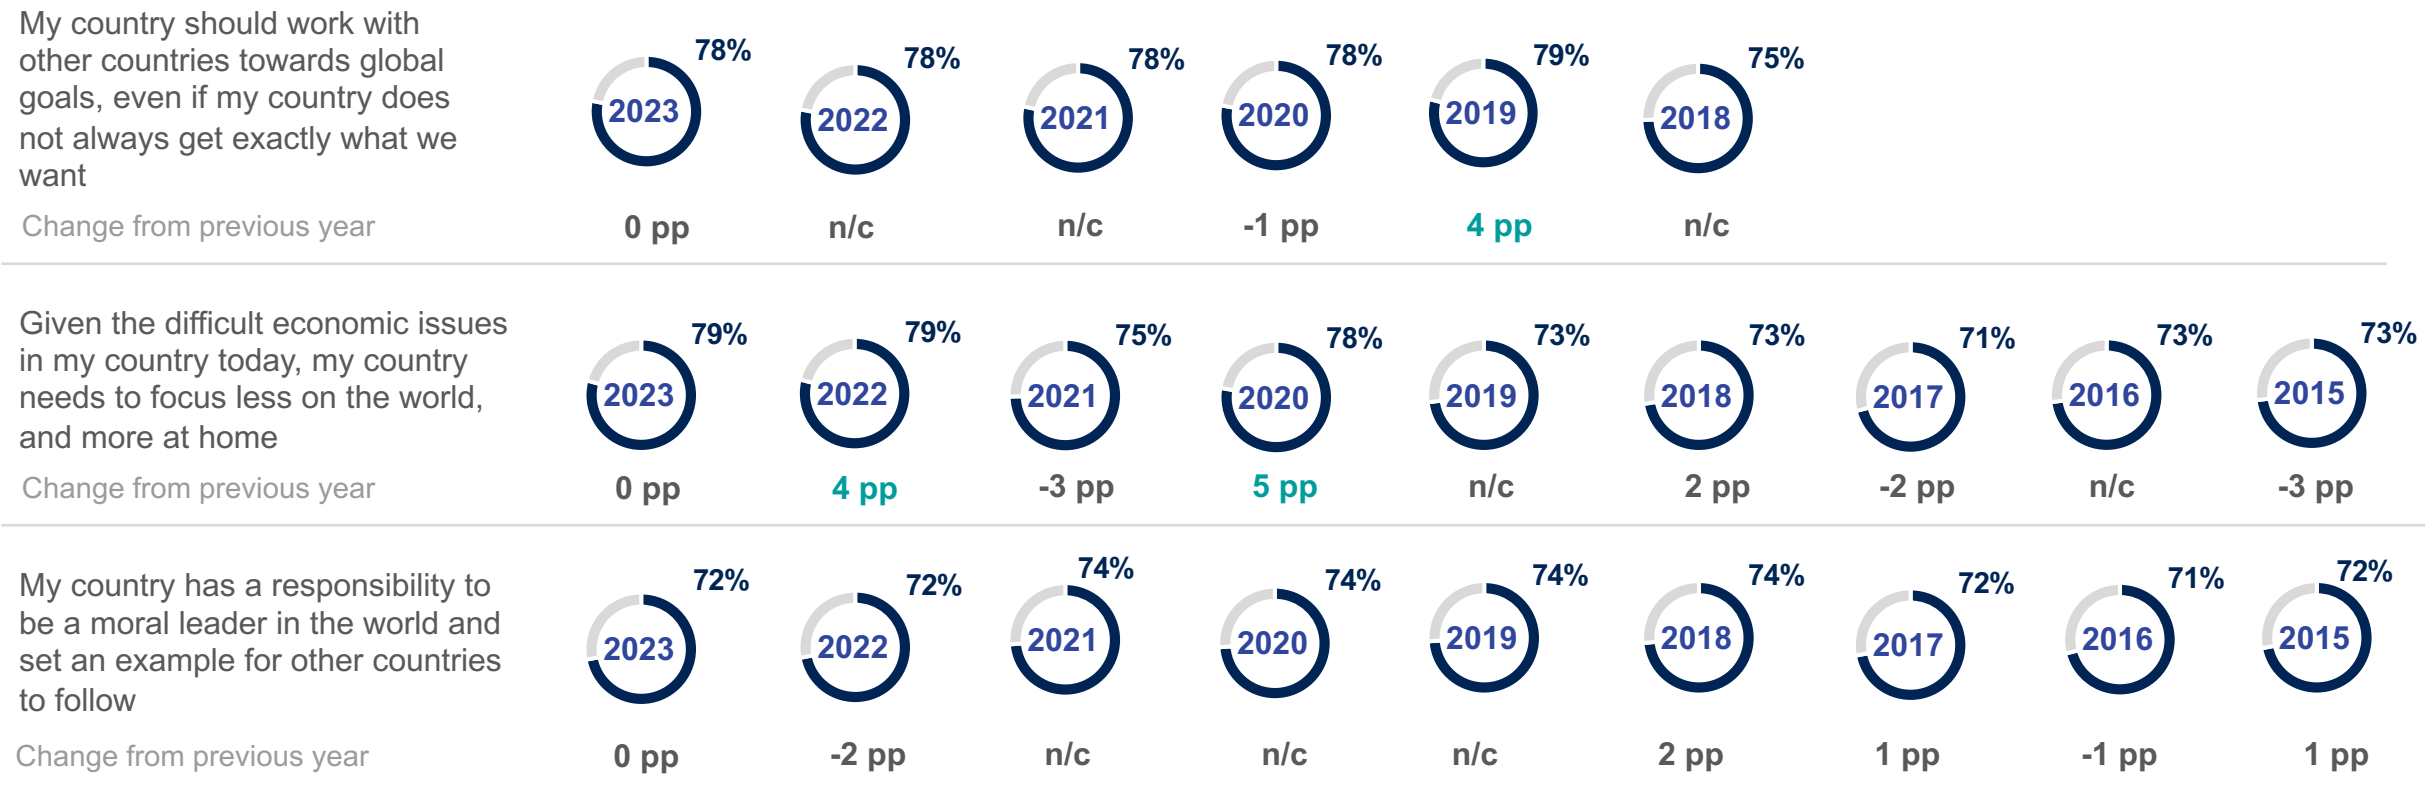 My country should work with
other countries towards global
goals, even if my country does
not always get exactly what we
want
78% 78% 78% 78% 79% 75%
2023 2022 2021 2020 2019 2018
Change from previous year 0 pp n/c n/c -1 pp 4 pp n/c
Given the difficult economic issues
in my country today, my country
needs to focus less on the world,
and more at home
79% 79% 75% 78% 73% 73% 71% 73% 73%
2023 2022 2021 2020 2019 2018 2017 2016 2015
Change from previous year 0 pp 4 pp -3 pp 5 pp n/c 2 pp -2 pp n/c -3 pp
My country has a responsibility to
be a moral leader in the world and
set an example for other countries
to follow
72% 72% 74% 74% 74% 74% 72% 71% 72%
2023 2022 2021 2020 2019 2018 2017 2016 2015
Change from previous year 0 pp -2 pp n/c n/c n/c 2 pp 1 pp -1 pp 1 pp